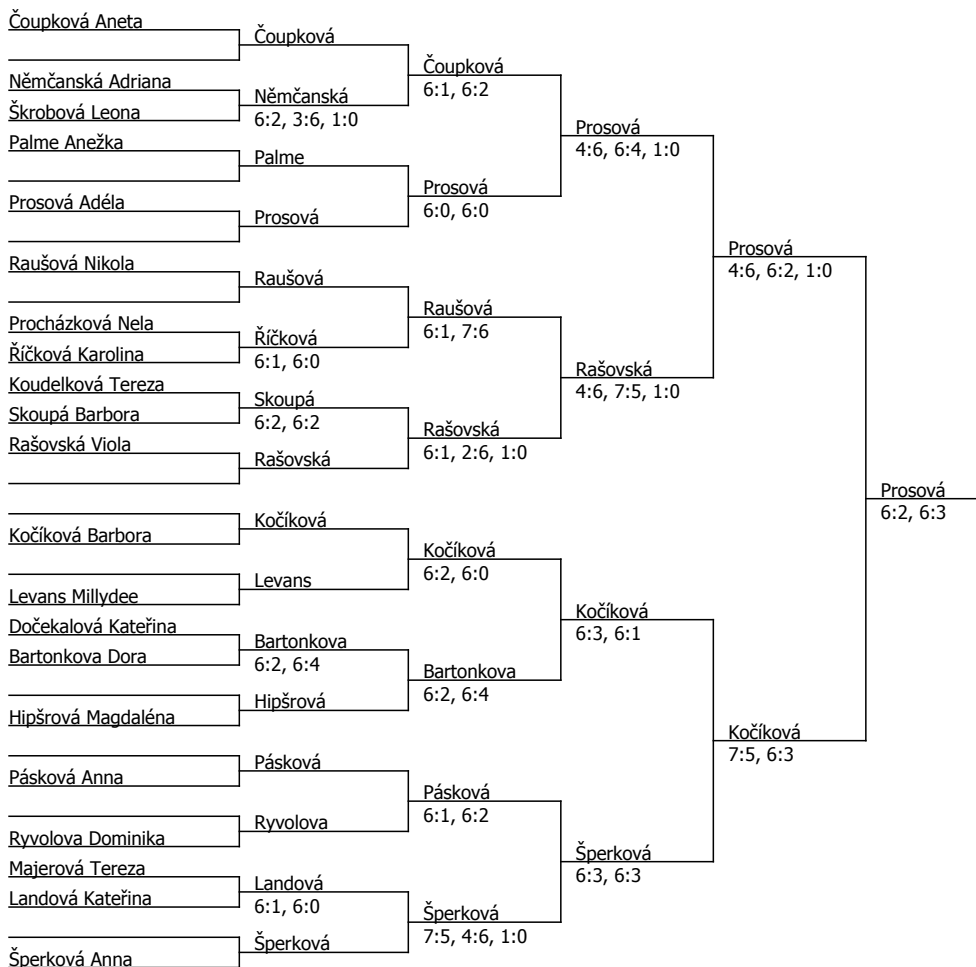 Čoupková Aneta
Němčanská Adriana
Škrobová Leona
Palme Anežka
Prosová Adéla
Raušová Nikola
Procházková Nela
Říčková Karolina
Koudelková Tereza
Skoupá Barbora
Rašovská Viola
Kočíková Barbora
Levans Millydee
Dočekalová Kateřina
Bartonkova Dora
Hipšrová Magdaléna
Pásková Anna
Ryvolova Dominika
Majerová Tereza
Landová Kateřina
Šperková Anna
Čoupková
Němčanská
6:2, 3:6, 1:0
Palme
Prosová
Raušová
Říčková
6:1, 6:0
Skoupá
6:2, 6:2
Rašovská
Kočíková
Levans
Bartonkova
6:2, 6:4
Hipšrová
Pásková
Ryvolova
Landová
6:1, 6:0
Šperková
Čoupková
6:1, 6:2
Prosová
6:0, 6:0
Raušová
6:1, 7:6
Rašovská
6:1, 2:6, 1:0
Kočíková
6:2, 6:0
Bartonkova
6:2, 6:4
Pásková
6:1, 6:2
Šperková
7:5, 4:6, 1:0
Prosová
4:6, 6:4, 1:0
Rašovská
4:6, 7:5, 1:0
Kočíková
6:3, 6:1
Šperková
6:3, 6:3
Prosová
4:6, 6:2, 1:0
Kočíková
7:5, 6:3
Prosová
6:2, 6:3